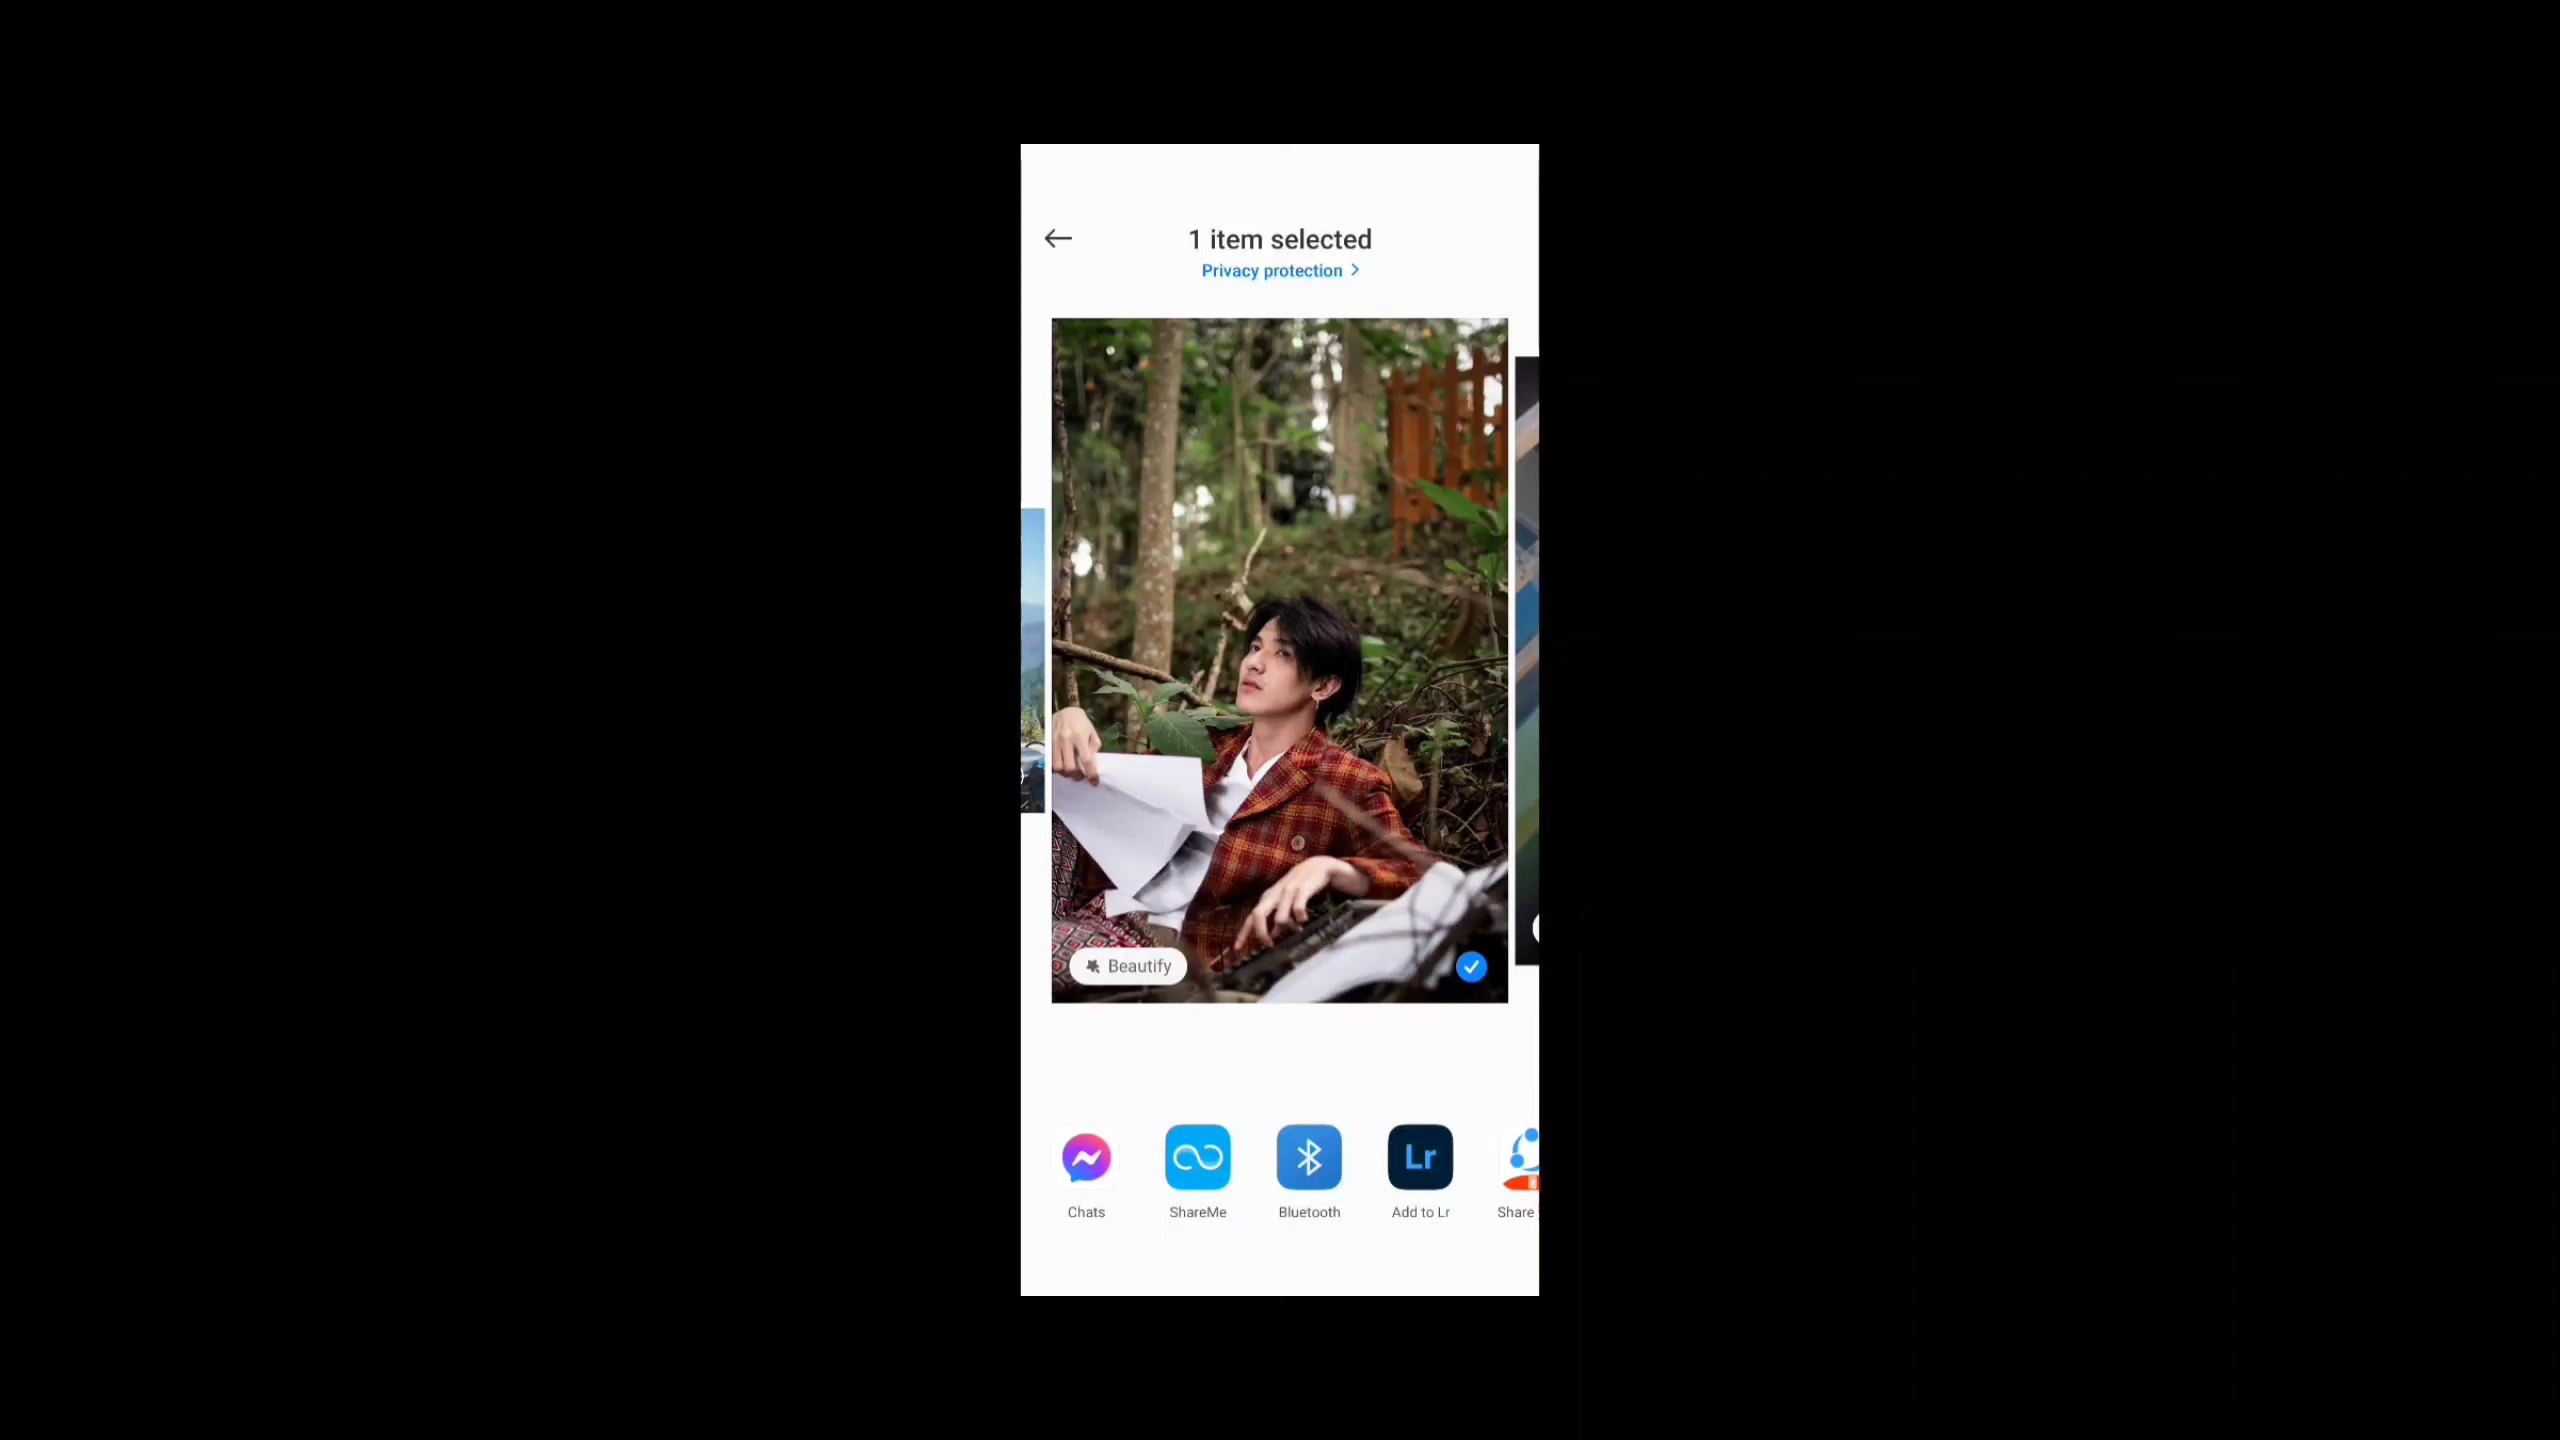 1 item selected
Privacy protection
Beautify
Lr
Chats
ShareMe
Bluetooth
Add to Lr
Share